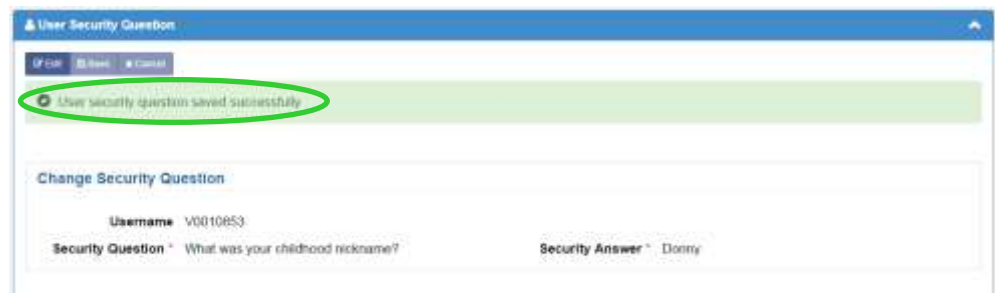 User Security Question
Edit Save Cancel
User security question saved successfully
Change Security Question
Username V0010853
Security Question * What was your childhood nickname? Security Answer * Donny